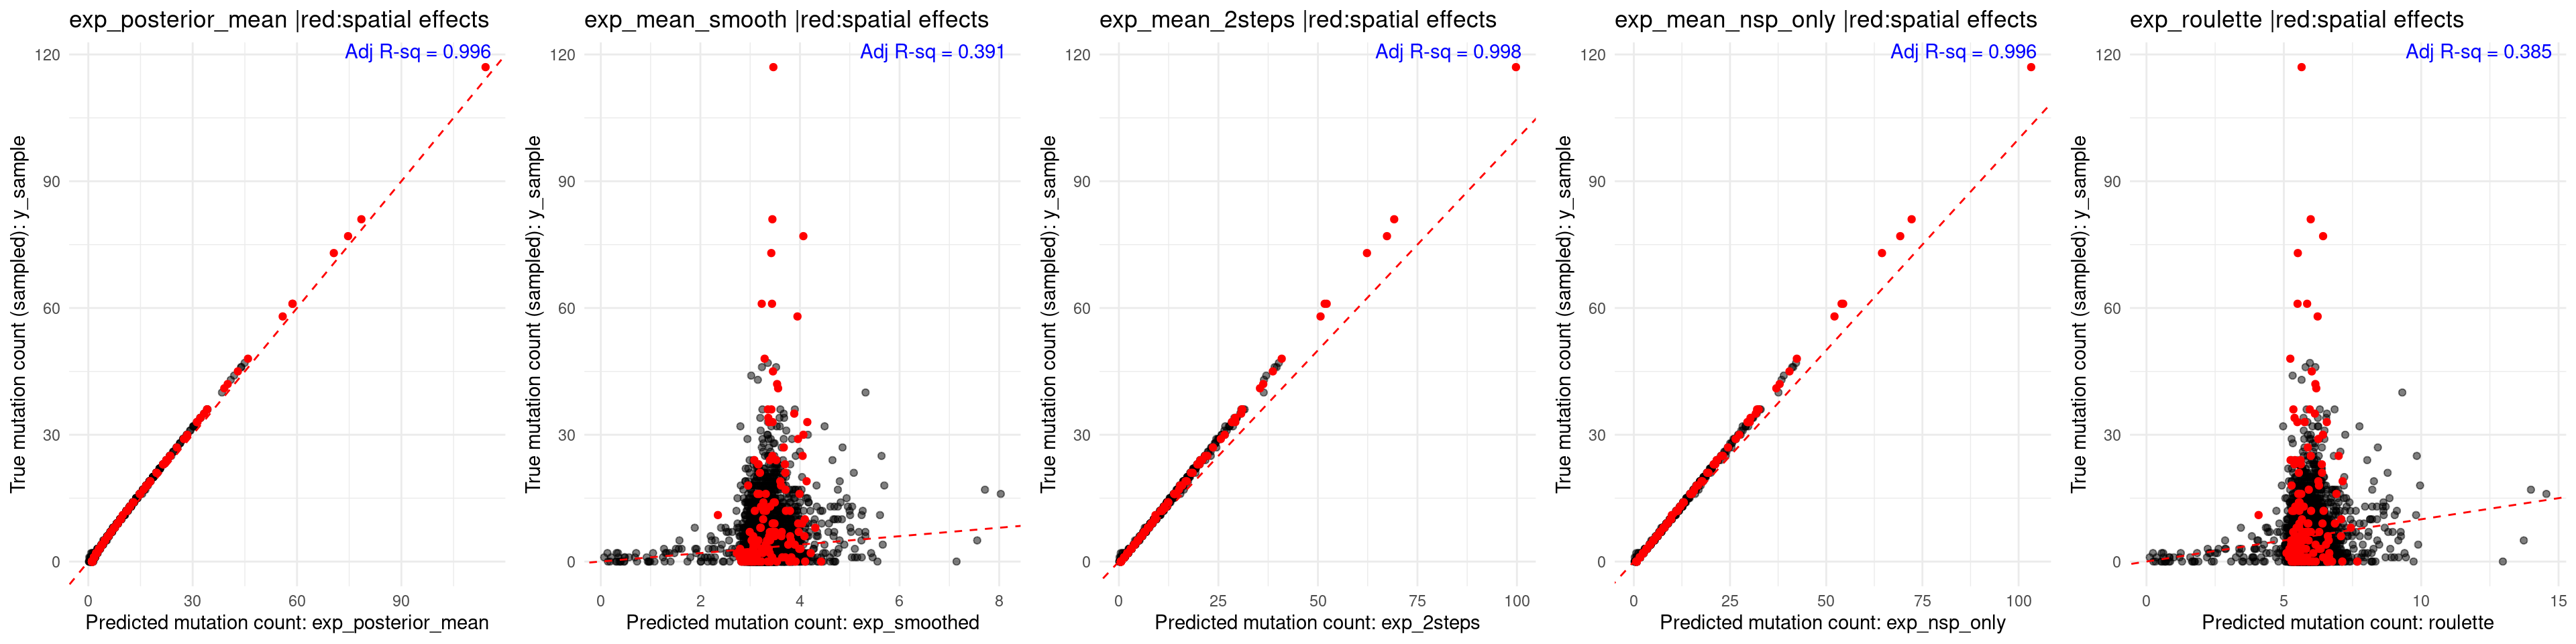 exp_posterior_mean |red:spatial effects
Adj R-sq = 0.996
120
90
60
30
0
True mutation count (sampled): y_sample
0 30 60 90
Predicted mutation count: exp_posterior_mean
exp_mean_smooth |red:spatial effects
Adj R-sq = 0.391
120
90
60
30
0
True mutation count (sampled): y_sample
0 2 4 6 8
Predicted mutation count: exp_smoothed
exp_mean_2steps |red:spatial effects
Adj R-sq = 0.998
120
90
60
30
0
True mutation count (sampled): y_sample
0 25 50 75 100
Predicted mutation count: exp_2steps
exp_mean_nsp_only |red:spatial effects
Adj R-sq = 0.996
120
90
60
30
0
True mutation count (sampled): y_sample
0 25 50 75 100
Predicted mutation count: exp_nsp_only
exp_roulette |red:spatial effects
Adj R-sq = 0.385
120
90
60
30
0
True mutation count (sampled): y_sample
0 5 10 15
Predicted mutation count: roulette